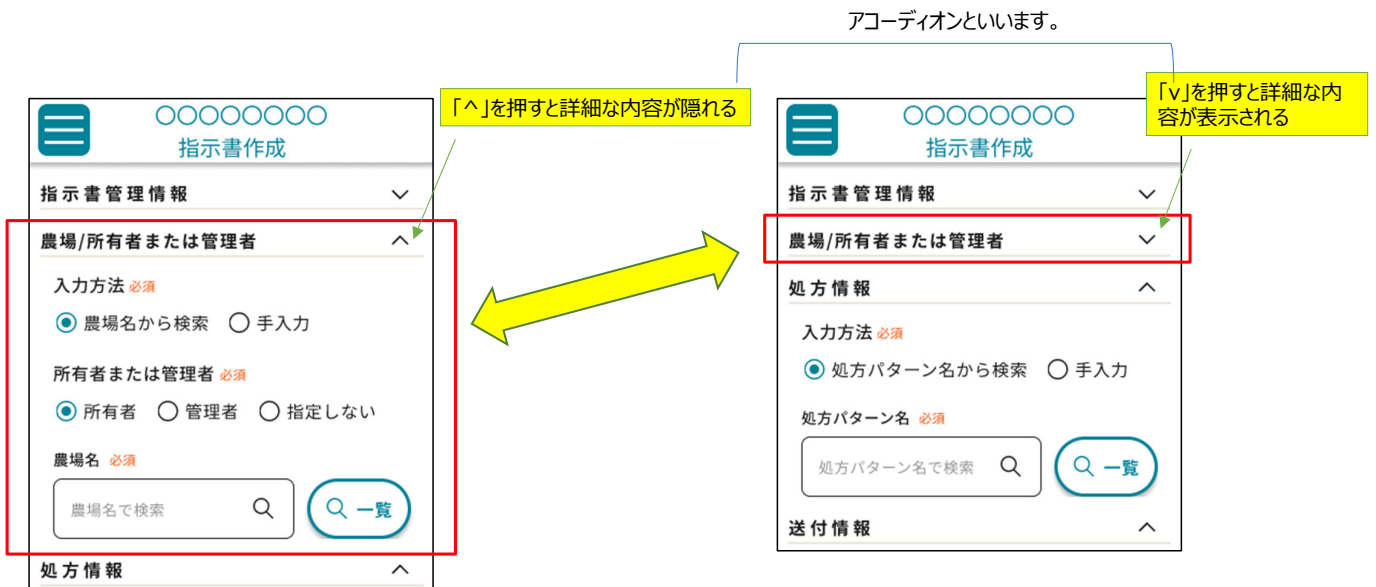 アコーディオンといいます。
「^」を押すと詳細な内容が隠れる
「v」を押すと詳細な内
容が表示される
○○○○○○○○
指示書作成
指示書管理情報
農場/所有者または管理者
入力方法 必須
農場名から検索 手入力
所有者または管理者 必須
所有者 管理者 指定しない
農場名 必須
農場名で検索 一覧
処方情報
○○○○○○○○
指示書作成
指示書管理情報
農場/所有者または管理者
処方情報
入力方法 必須
処方パターン名から検索 手入力
処方パターン名 必須
処方パターン名で検索 一覧
送付情報